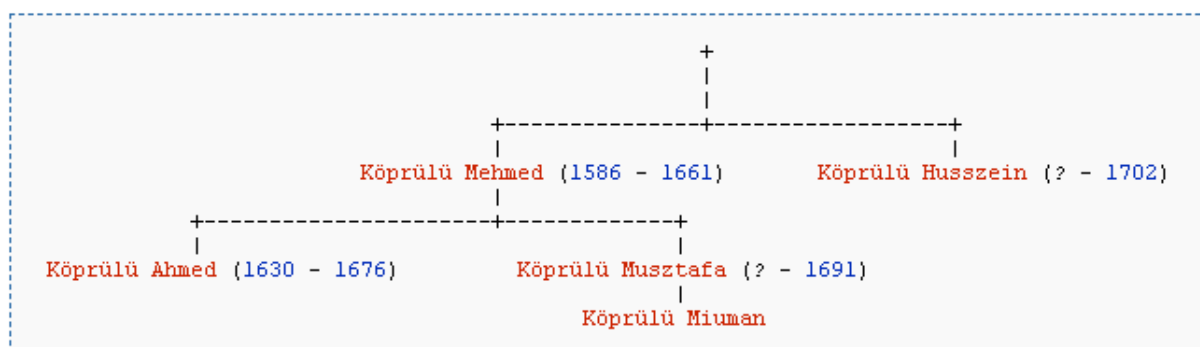 Köprülü Mehmed (1586 - 1661) Köprülü Husszein (? - 1702)
Köprülü Ahmed (1630 - 1676) Köprülü Musztafa (? - 1691)
Köprülü Miuman